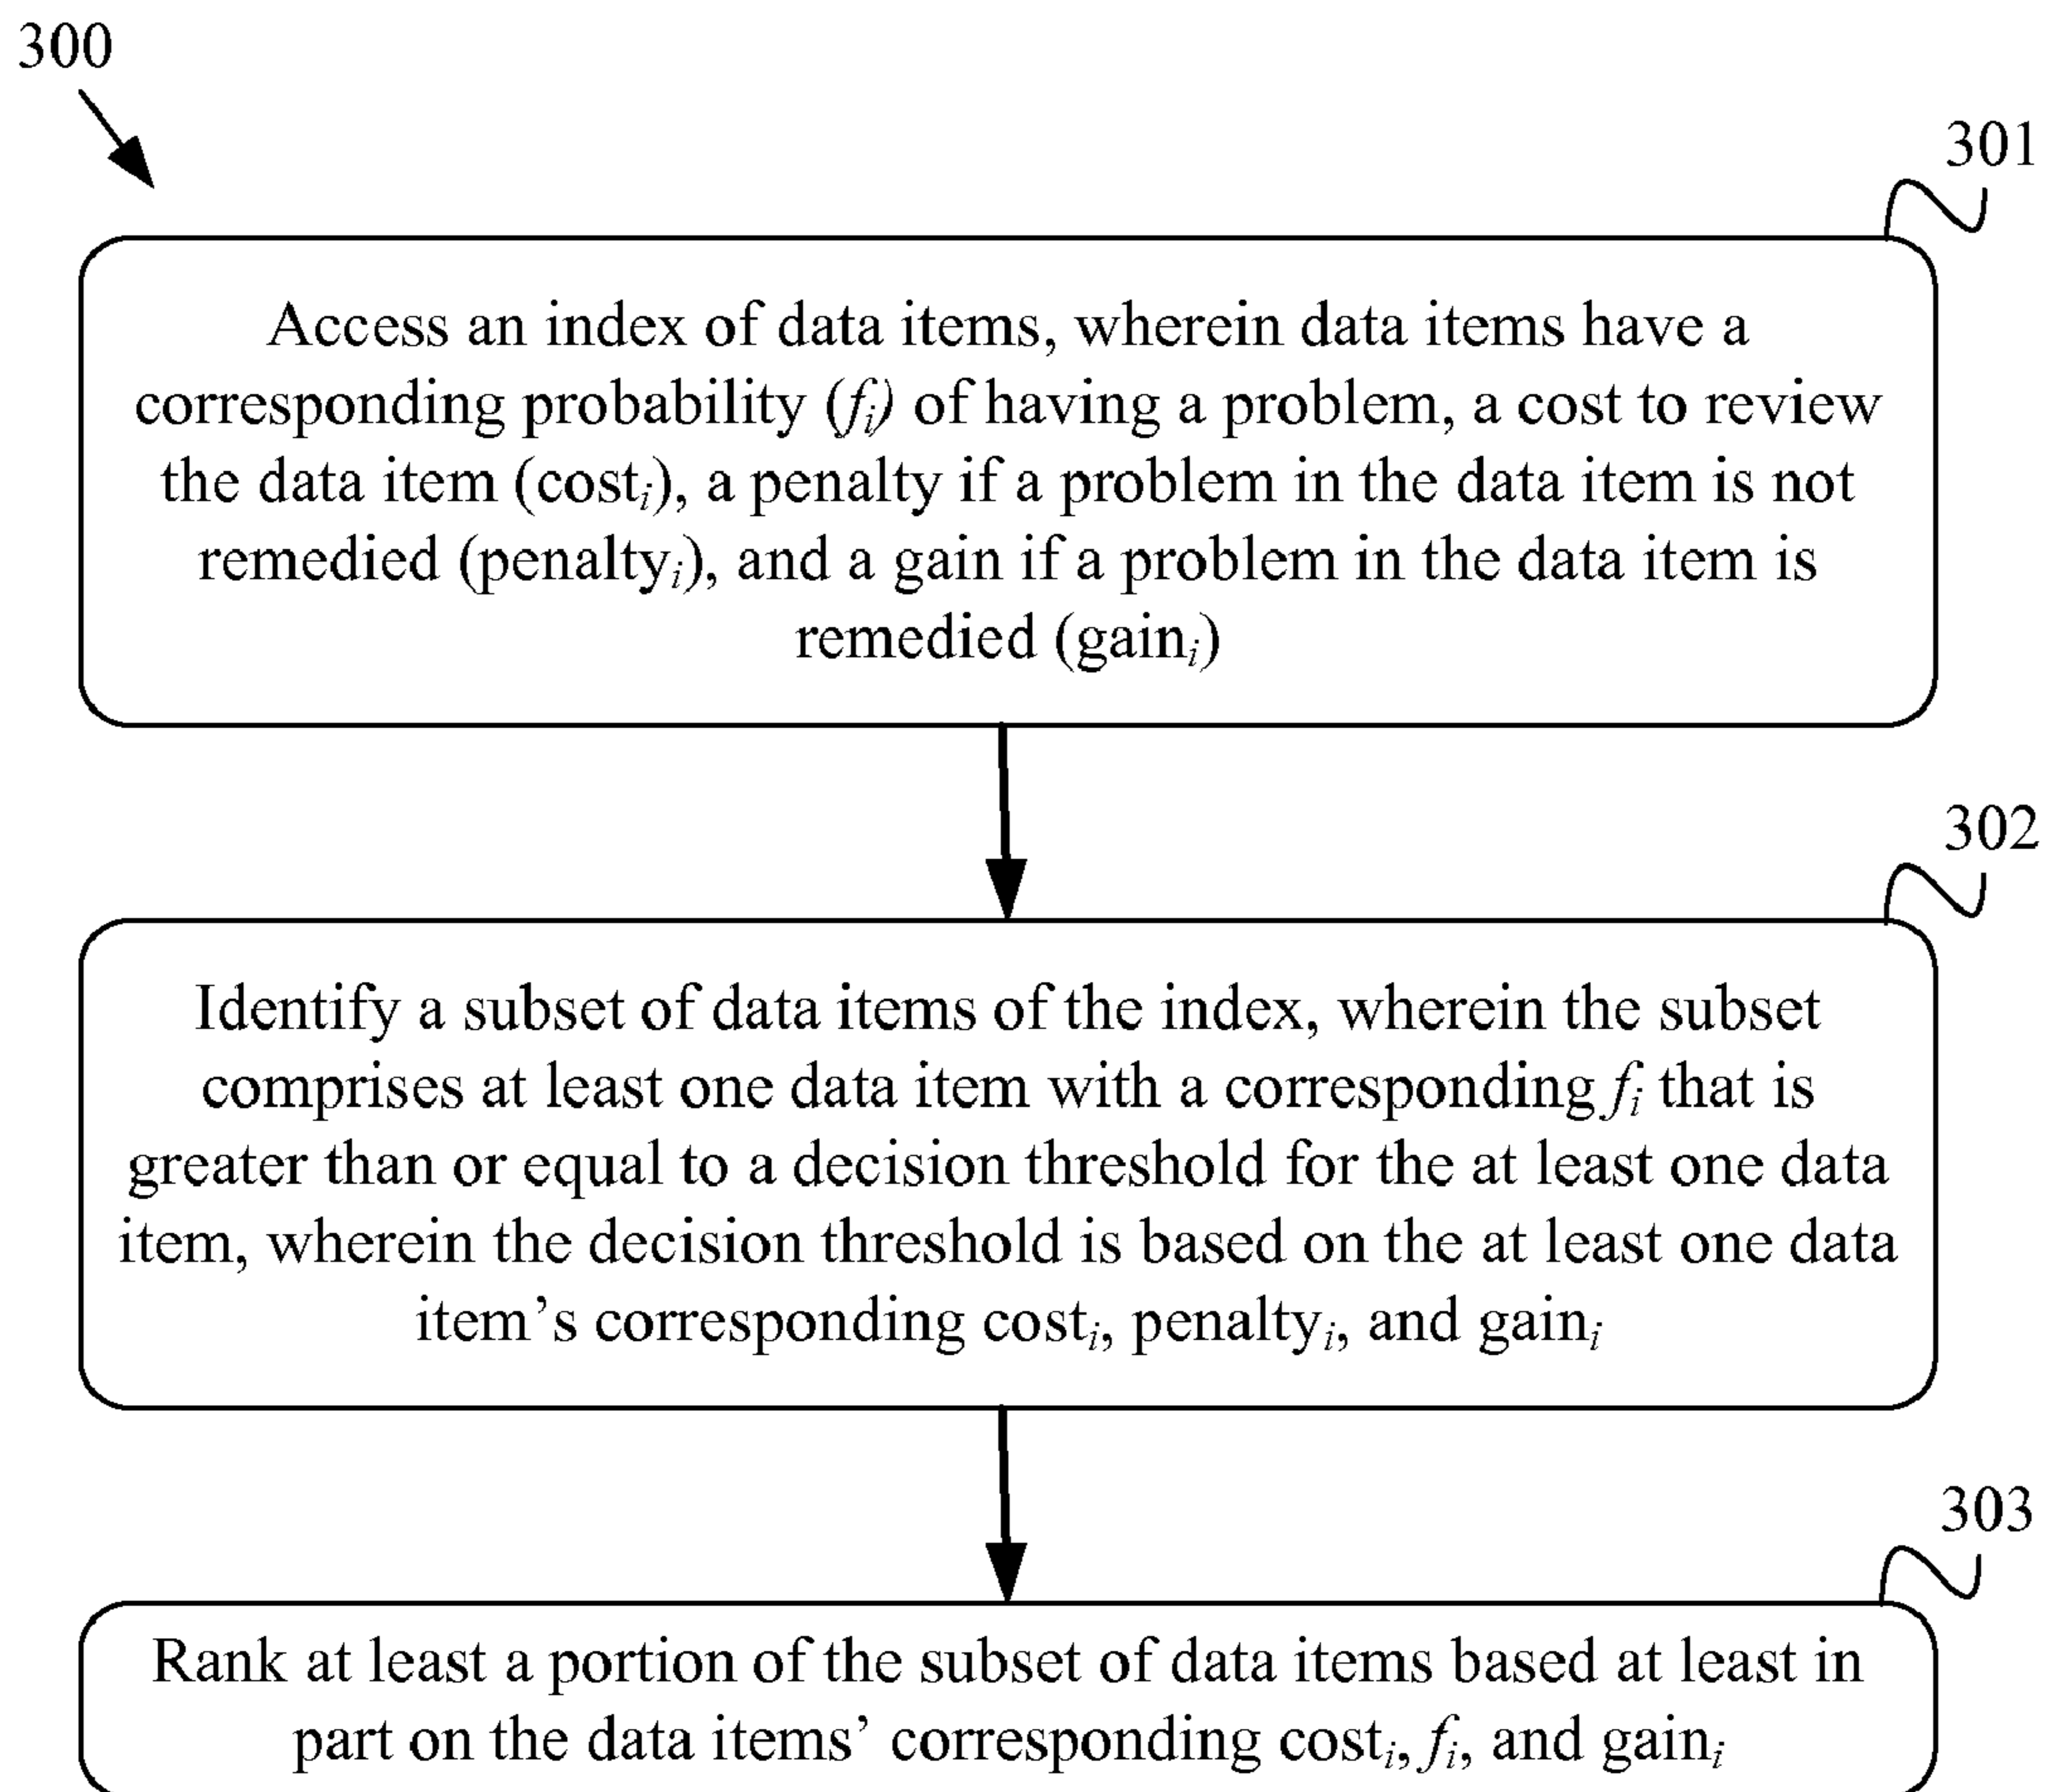 300
301
Access an index of data items, wherein data items have a
corresponding probability (fᵢ) of having a problem, a cost to review
the data item (costᵢ), a penalty if a problem in the data item is not
remedied (penaltyᵢ), and a gain if a problem in the data item is
remedied (gainᵢ)
302
Identify a subset of data items of the index, wherein the subset
comprises at least one data item with a corresponding fᵢ that is
greater than or equal to a decision threshold for the at least one data
item, wherein the decision threshold is based on the at least one data
item’s corresponding costᵢ, penaltyᵢ, and gainᵢ
303
Rank at least a portion of the subset of data items based at least in
part on the data items’ corresponding costᵢ, fᵢ, and gainᵢ